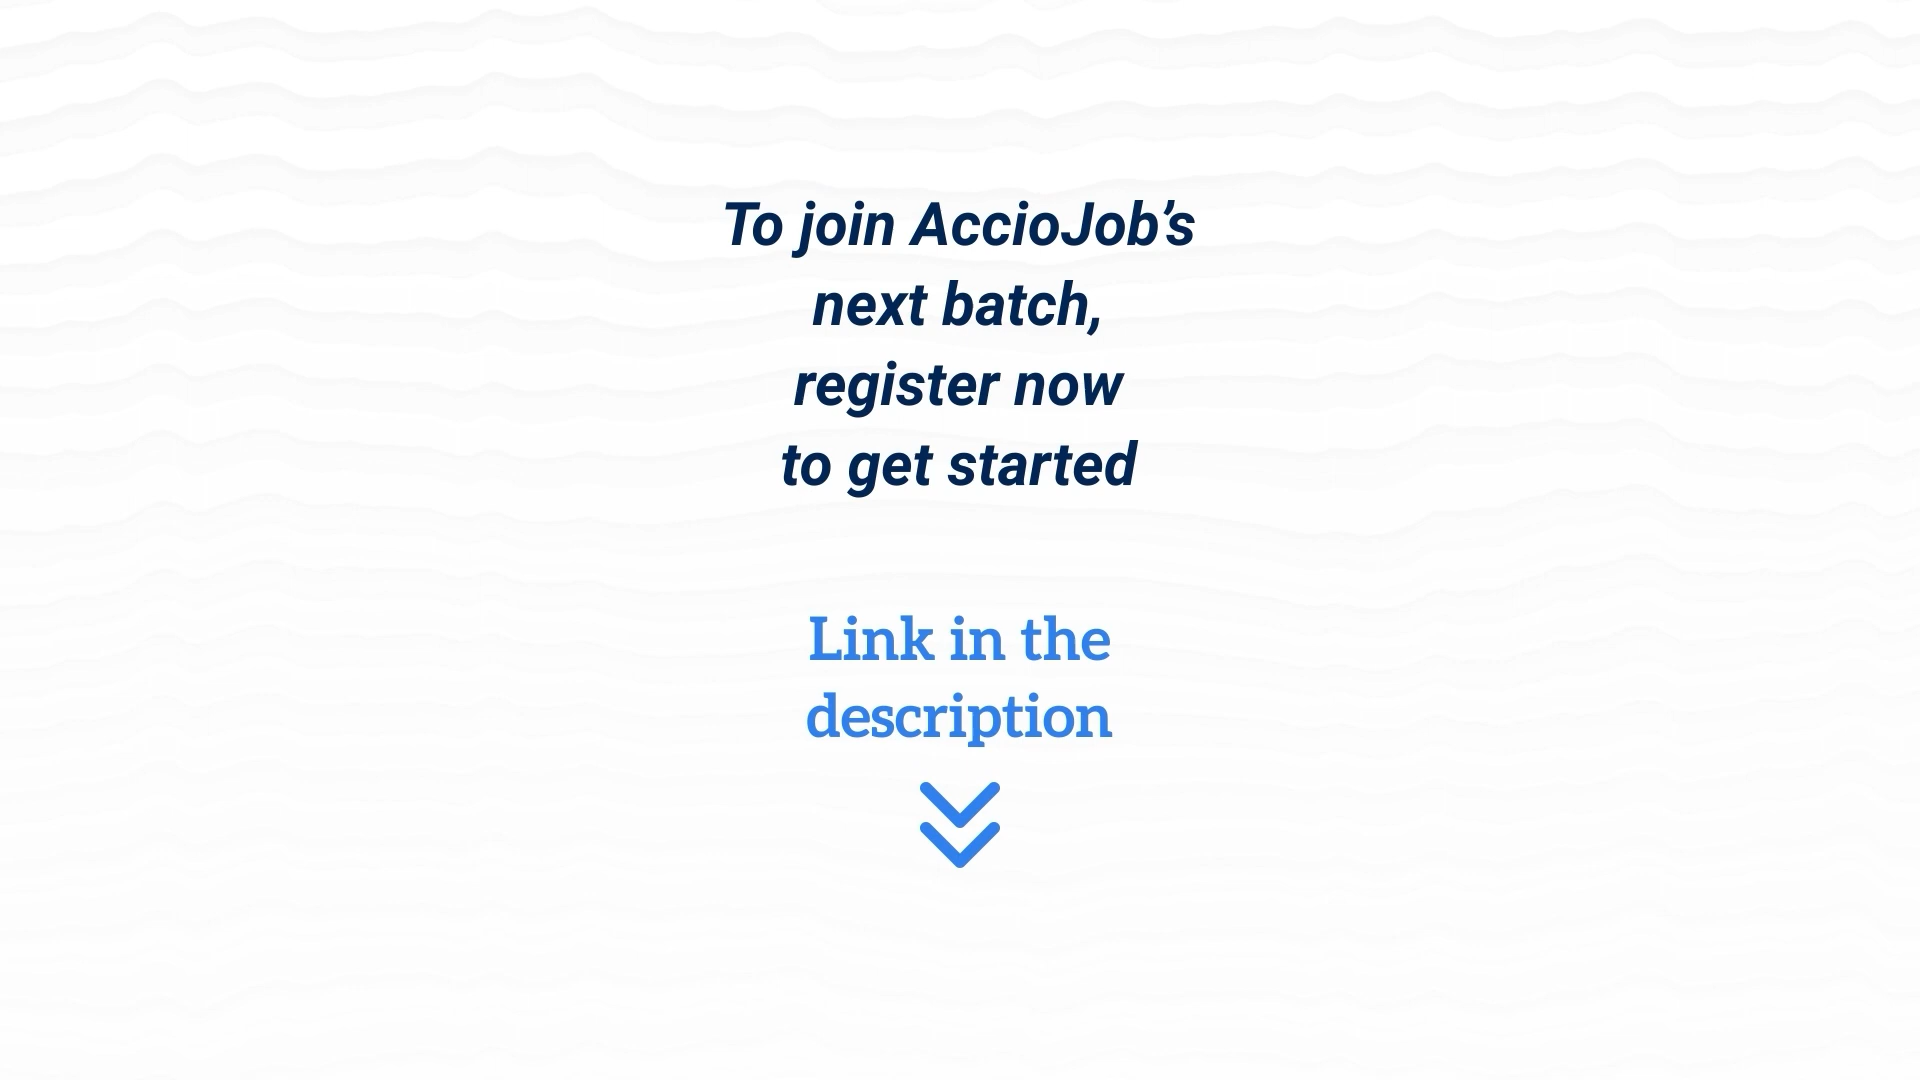 To join AccioJob’s
next batch,
register now
to get started
Link in the
description